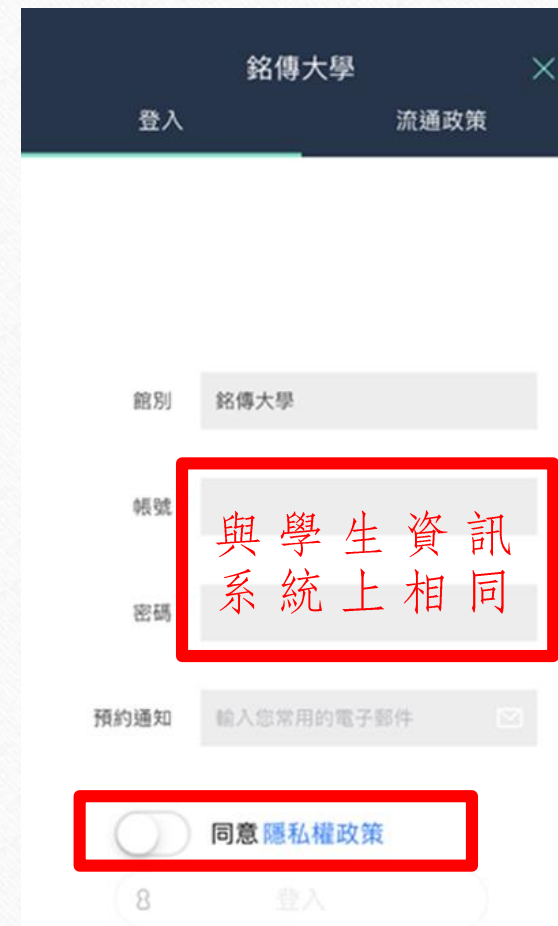 銘傳大學
登入 流通政策
館別 銘傳大學
帳號
與學生資訊
系統上相同
密碼
預約通知 輸入您常用的電子郵件
同意隱私權政策
登入